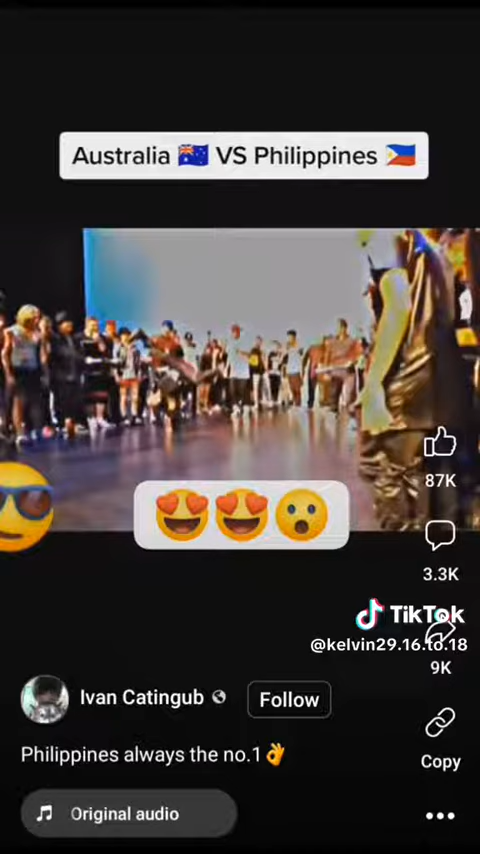 Australia 🇦🇺 VS Philippines 🇵🇭
87K
3.3K
TikTok
@kelvin29.16.to.18
9K
Ivan Catingub
Follow
Philippines always the no.1👌
Copy
Original audio